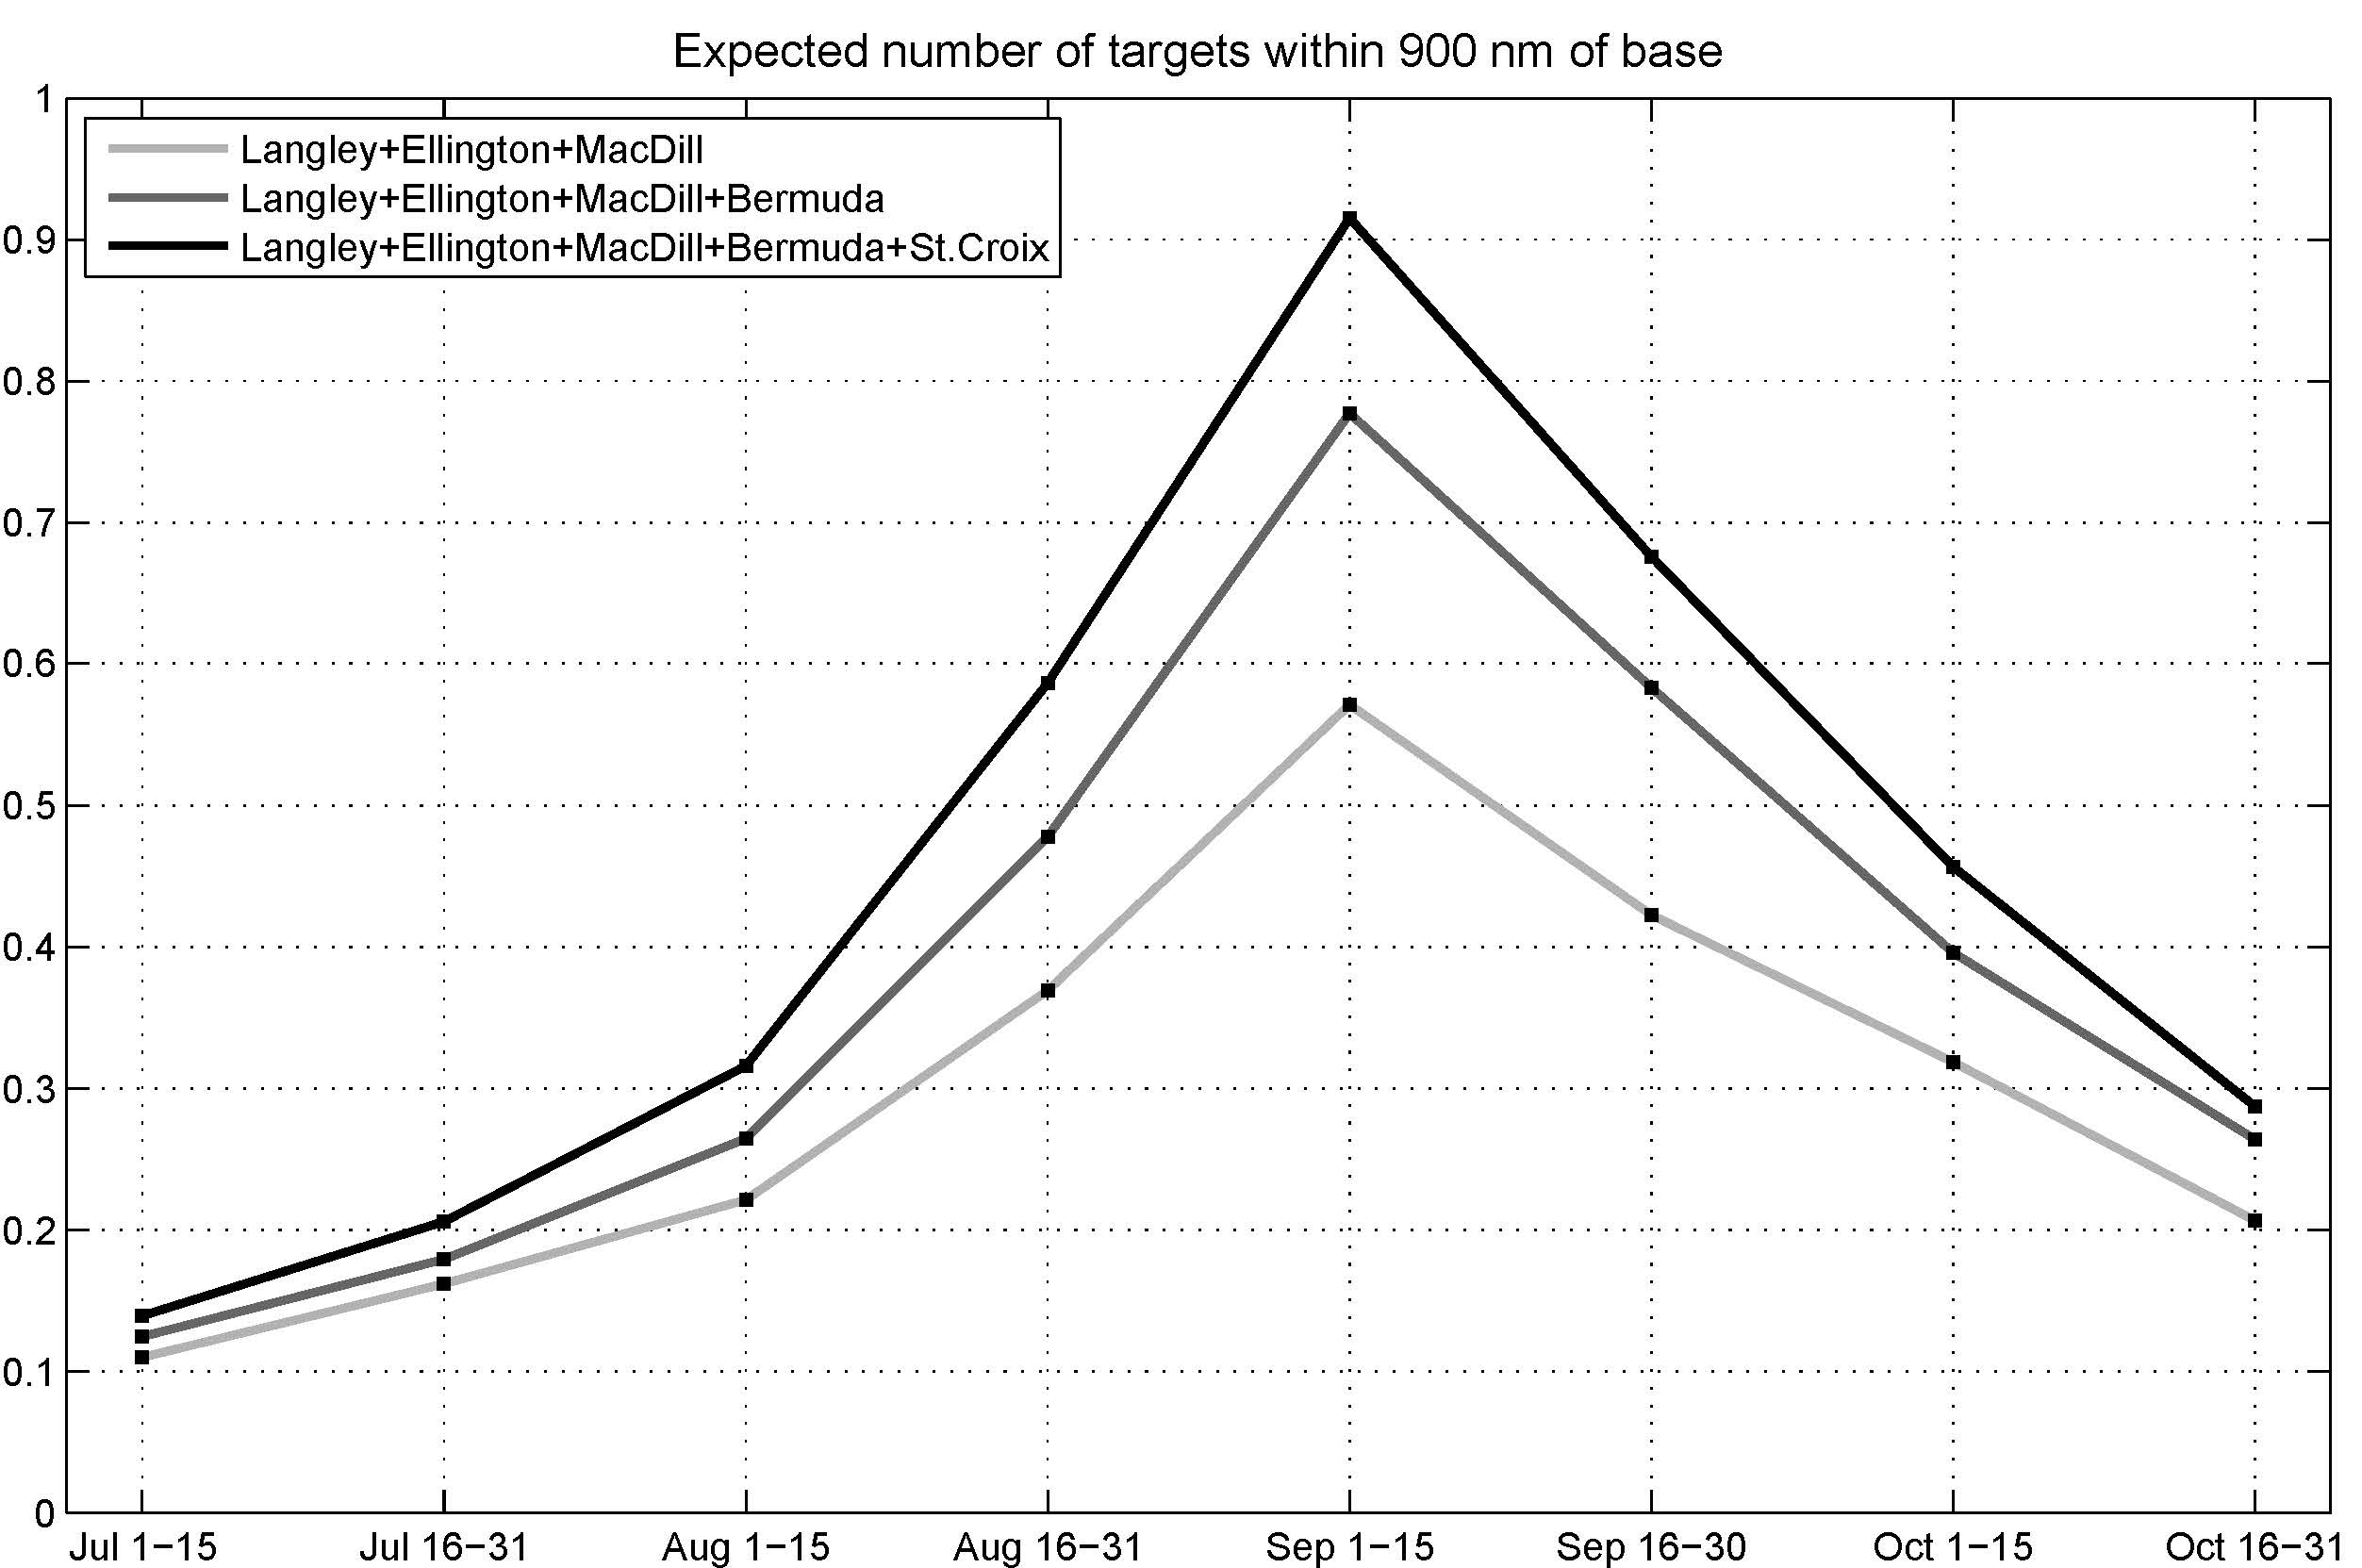 Expected number of targets within 900 nm of base
1
Langley+Ellington+MacDill
Langley+Ellington+MacDill+Bermuda
Langley+Ellington+MacDill+Bermuda+St.Croix
0.9
0.8
0.7
0.6
0.5
0.4
0.3
0.2
0.1
0
Jul 1−15 Jul 16−31 Aug 1−15 Aug 16−31 Sep 1−15 Sep 16−30 Oct 1−15 Oct 16−31